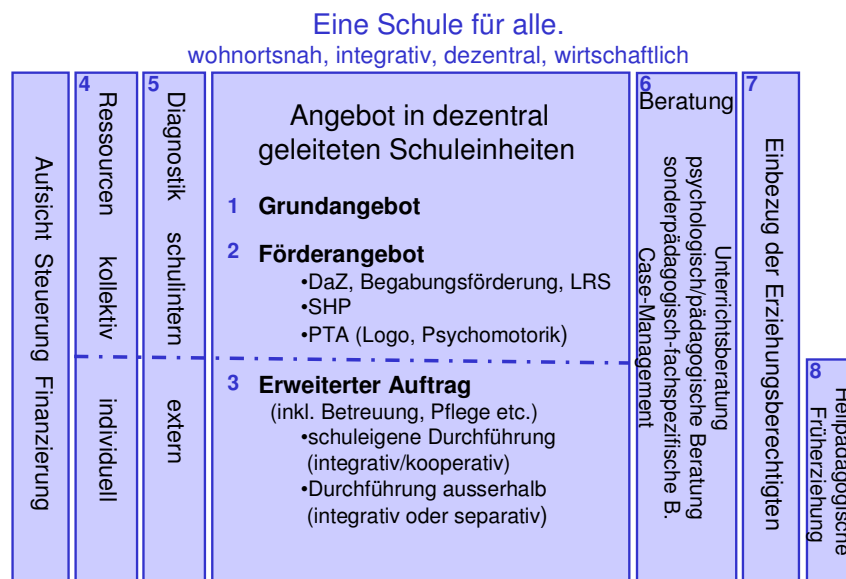 Eine Schule für alle.
wohnortsnah, integrativ, dezentral, wirtschaftlich
Aufsicht Steuerung Finanzierung
4
Ressourcen kollektiv individuell
5
Diagnostik schulintern extern
Angebot in dezentral
geleiteten Schuleinheiten
1 Grundangebot
2 Förderangebot
•DaZ, Begabungsförderung, LRS
•SHP
•PTA (Logo, Psychomotorik)
3 Erweiterter Auftrag
(inkl. Betreuung, Pflege etc.)
•schuleigene Durchführung
(integrativ/kooperativ)
•Durchführung ausserhalb
(integrativ oder separativ)
6
Beratung
Unterrichtsberatung
psychologisch/pädagogische Beratung
sonderpädagogisch-fachspezifische B.
Case-Management
7
Einbezug der Erziehungsberechtigten
8
Heilpädagogische
Früherziehung